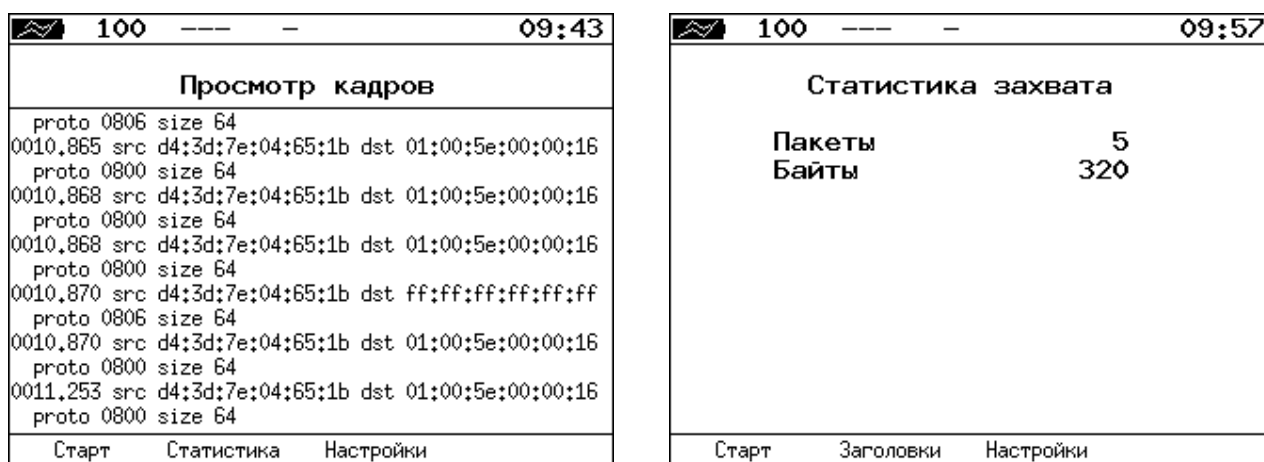 100 --- - 09:43
Просмотр кадров
proto 0806 size 64
0010.865 src d4:3d:7e:04:65:1b dst 01:00:5e:00:00:16
proto 0800 size 64
0010.868 src d4:3d:7e:04:65:1b dst 01:00:5e:00:00:16
proto 0800 size 64
0010.868 src d4:3d:7e:04:65:1b dst 01:00:5e:00:00:16
proto 0800 size 64
0010.870 src d4:3d:7e:04:65:1b dst ff:ff:ff:ff:ff:ff
proto 0806 size 64
0010.870 src d4:3d:7e:04:65:1b dst 01:00:5e:00:00:16
proto 0800 size 64
0011.253 src d4:3d:7e:04:65:1b dst 01:00:5e:00:00:16
proto 0800 size 64
Старт Статистика Настройки
100 --- - 09:57
Статистика захвата
Пакеты 5
Байты 320
Старт Заголовки Настройки